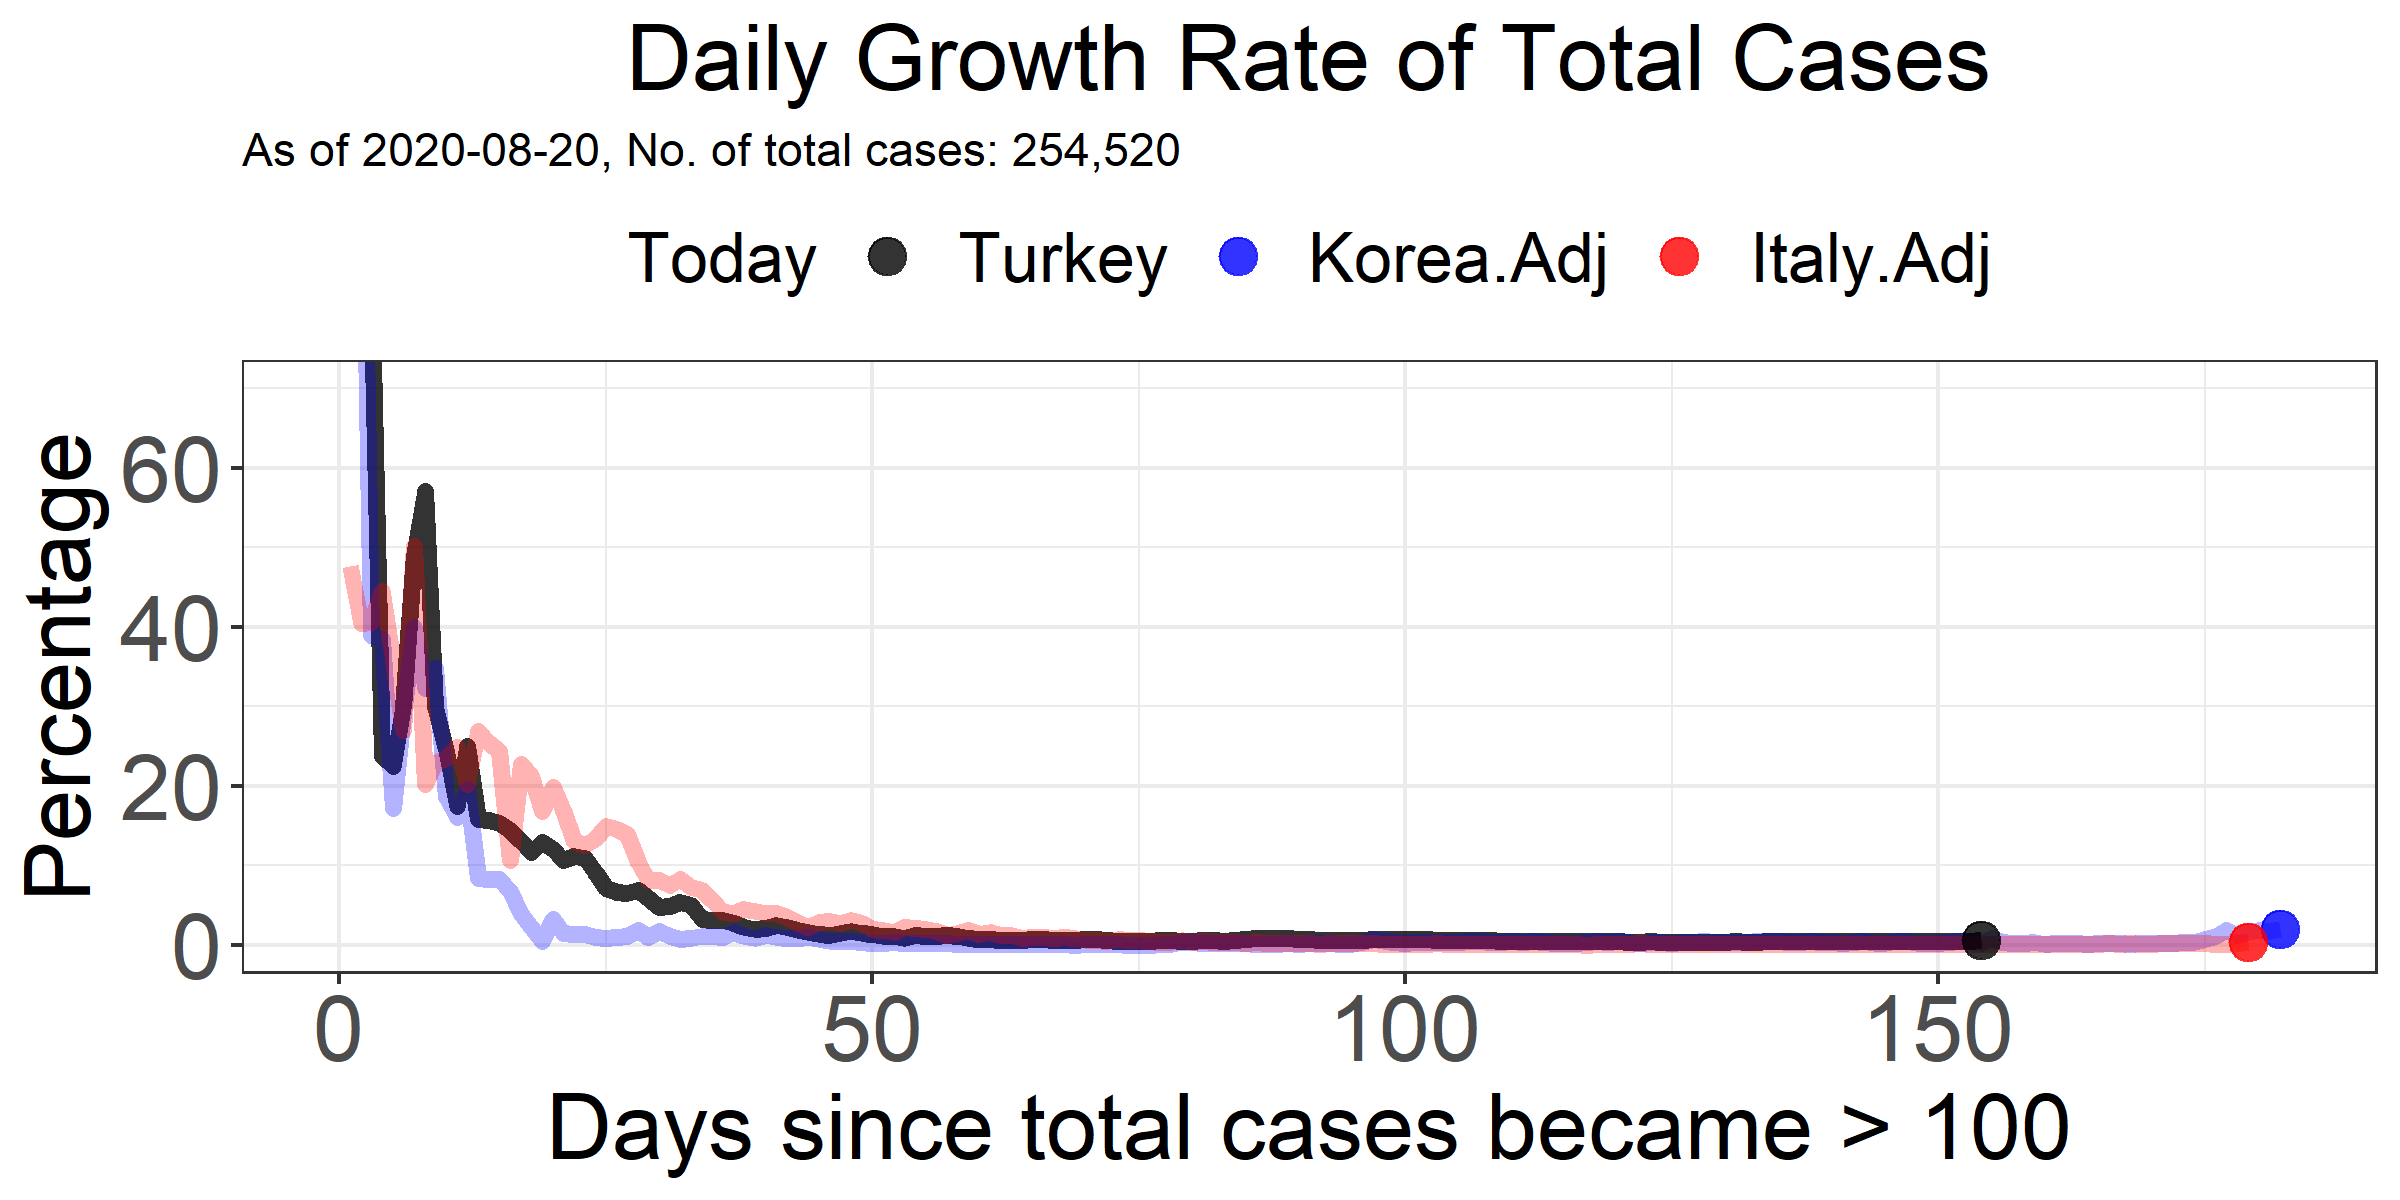 Daily Growth Rate of Total Cases
As of 2020-08-20, No. of total cases: 254,520
Today Turkey Korea.Adj Italy.Adj
Percentage
60
40
20
0
0 50 100 150
Days since total cases became > 100